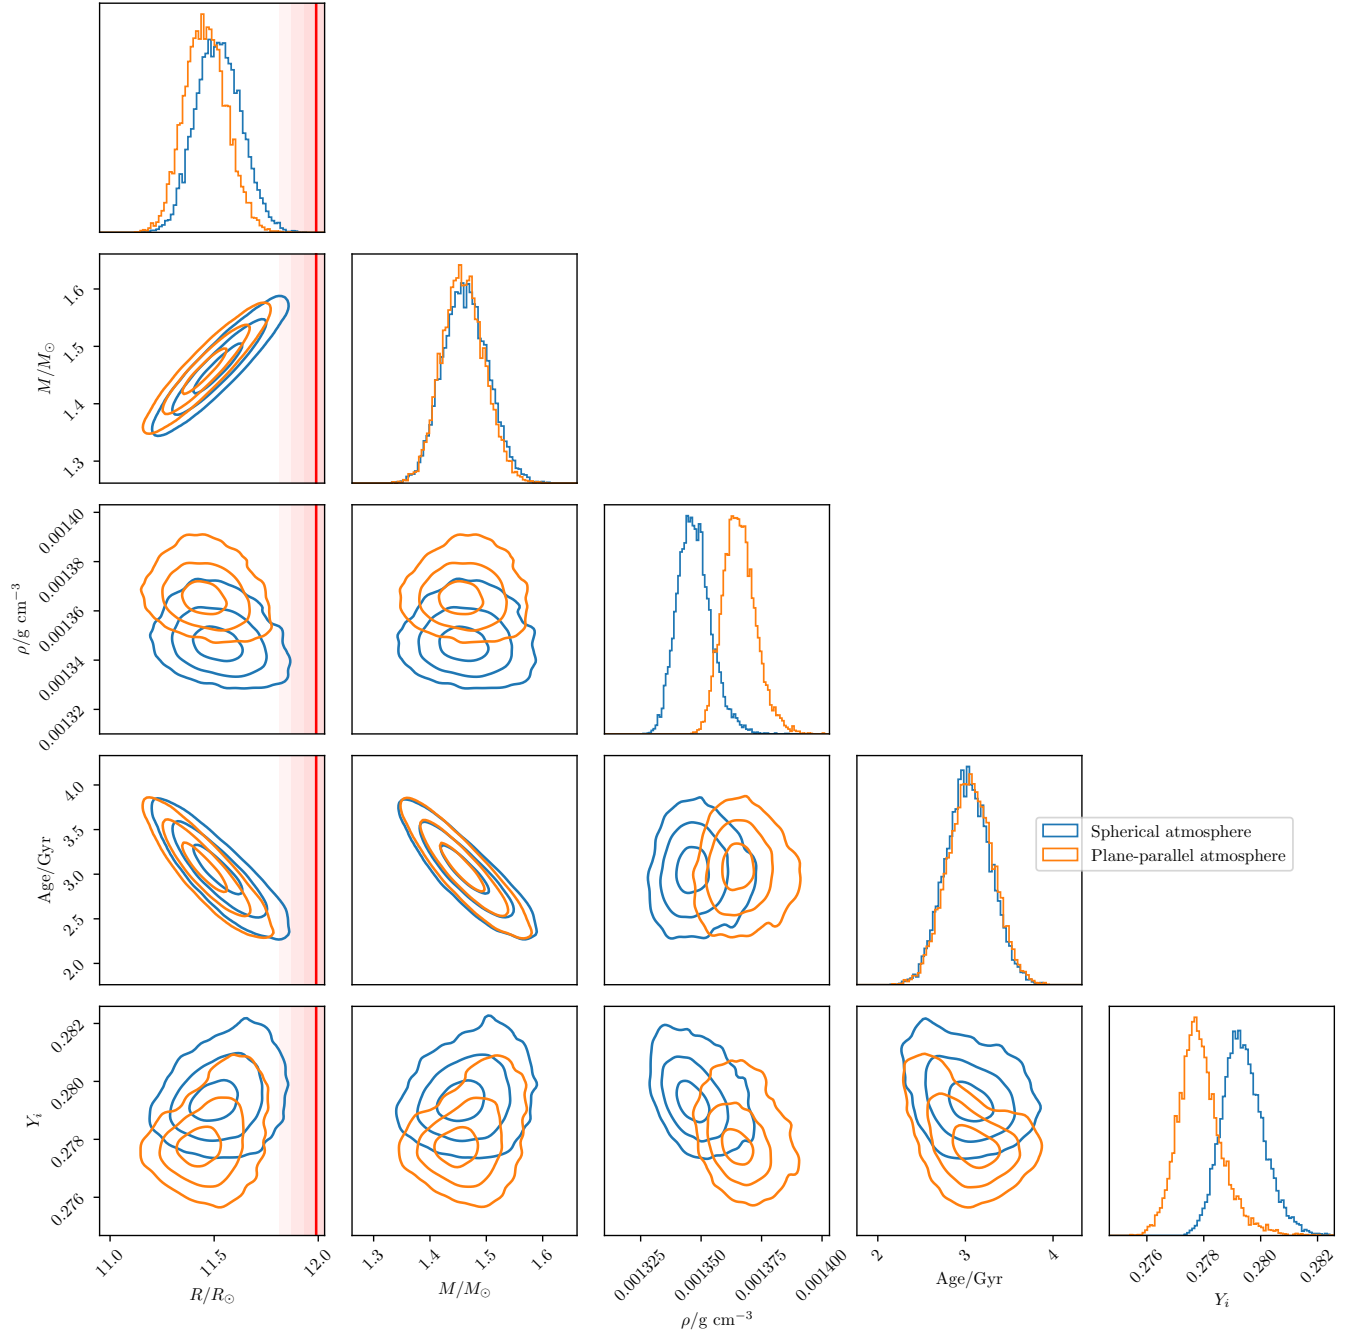 1.6
1.5
1.4
1.3
M/M⊙
0.00140
0.00138
0.00136
0.00134
0.00132
ρ/g cm⁻³
4.0
3.5
3.0
2.5
2.0
Age/Gyr
Spherical atmosphere
Plane-parallel atmosphere
0.282
0.280
0.278
0.276
Y_i
11.0 11.5 12.0
R/R⊙
1.3 1.4 1.5 1.6
M/M⊙
0.001325 0.001350 0.001375 0.001400
ρ/g cm⁻³
2 3 4
Age/Gyr
0.276 0.278 0.280 0.282
Y_i